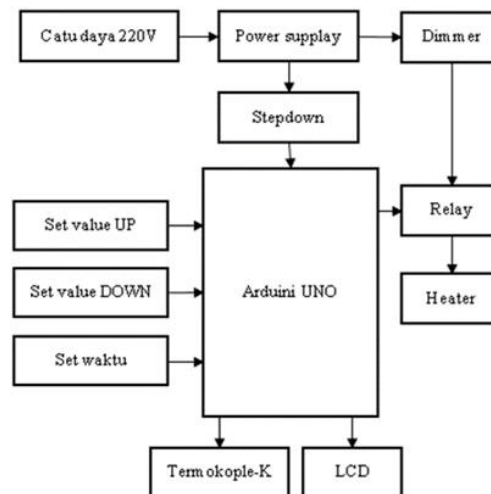 Catu daya 220V
Power supplay
Dimmer
Stepdown
Set value UP
Relay
Set value DOWN
Arduini UNO
Heater
Set waktu
Termokople-K
LCD